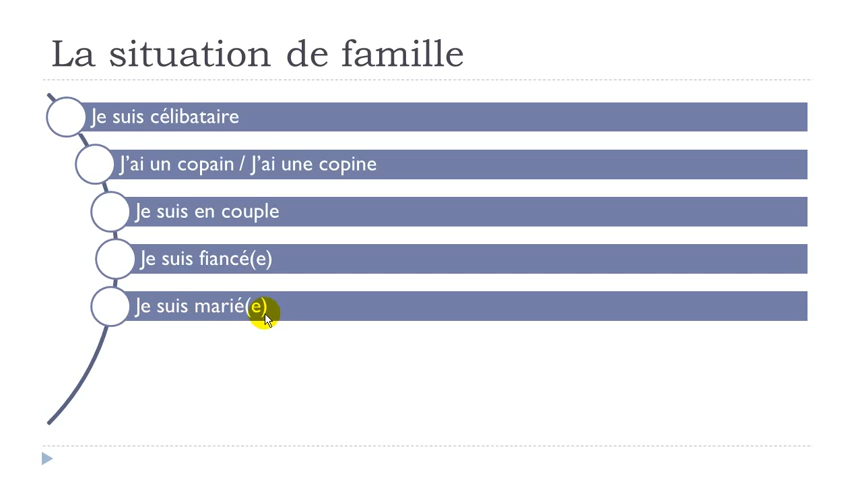 La situation de famille
Je suis célibataire
J'ai un copain / J'ai une copine
Je suis en couple
Je suis fiancé(e)
Je suis marié(e)